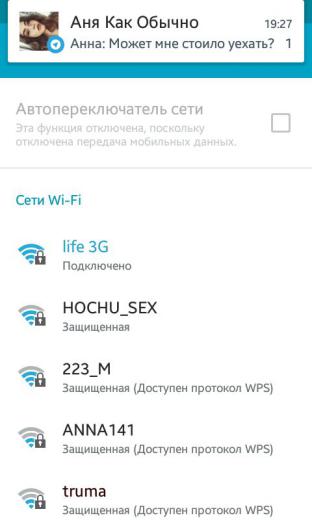 Аня Как Обычно 19:27
Анна: Может мне стоило уехать? 1
Автопереключатель сети
Эта функция отключена, поскольку
отключена передача мобильных данных.
Сети Wi-Fi
life 3G
Подключено
HOCHU_SEX
Защищенная
223_M
Защищенная (Доступен протокол WPS)
ANNA141
Защищенная (Доступен протокол WPS)
truma
Защищенная (Доступен протокол WPS)